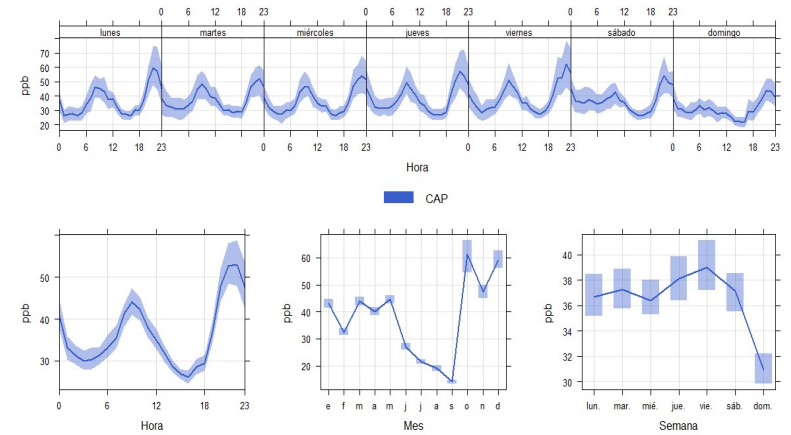 0 6 12 18 23 0 6 12 18 23 0 6 12 18 23
lunes martes miércoles jueves viernes sábado domingo
70
60
50
40
30
20
ppb
0 6 12 18 23 0 6 12 18 23 0 6 12 18 23 0 6 12 18 23
Hora
CAP
50
40
30
ppb
0 6 12 18 23
Hora
60
50
40
30
20
ppb
e f m a m j j a s o n d
Mes
40
38
36
34
32
30
ppb
lun. mar. mié. jue. vie. sáb. dom.
Semana